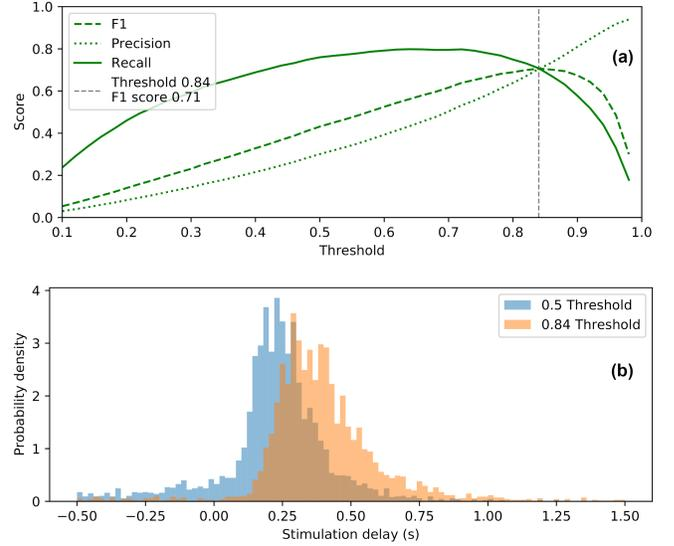 1.0
0.8
0.6
0.4
0.2
0.0
Score
F1
Precision
Recall
Threshold 0.84
F1 score 0.71
(a)
0.1 0.2 0.3 0.4 0.5 0.6 0.7 0.8 0.9 1.0
Threshold
4
3
2
1
0
Probability density
0.5 Threshold
0.84 Threshold
(b)
−0.50 −0.25 0.00 0.25 0.50 0.75 1.00 1.25 1.50
Stimulation delay (s)